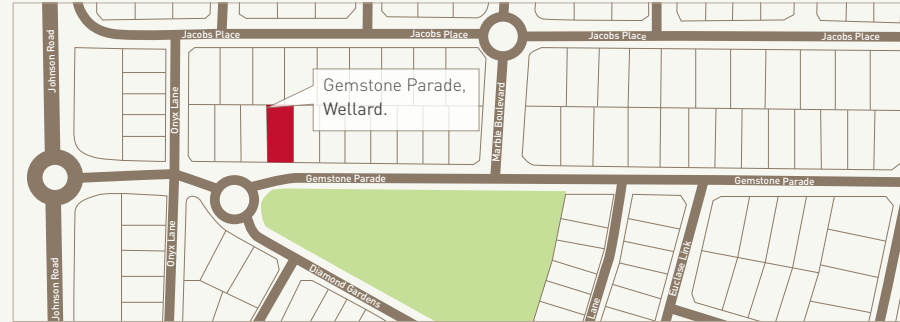 Jacobs Place
Jacobs Place
Jacobs Place
Jacobs Place
Johnson Road
Onyx Lane
Gemstone Parade,
Wellard.
Marble Boulevard
Gemstone Parade
Gemstone Parade
Onyx Lane
Johnson Road
Diamond Gardens
Lane
Euclase Link